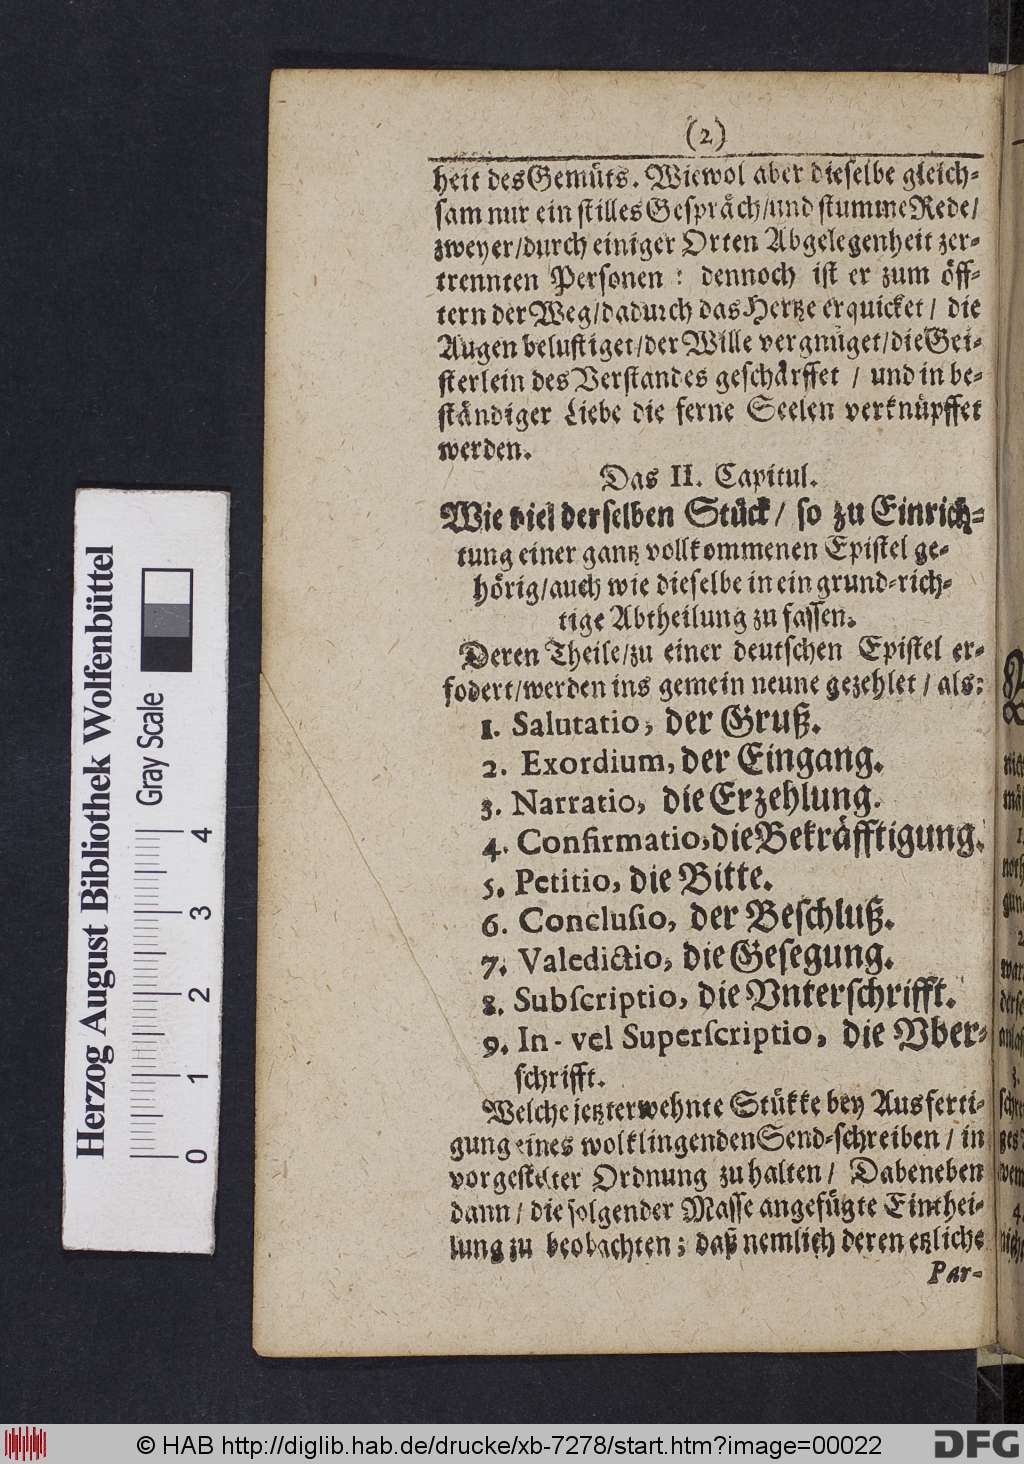 (2)
heit des Gemüts. Wiewol aber dieselbe gleich-
sam nur ein stilles Gespräch/und stumme Rede/
zweyer/durch einiger Orten Abgelegenheit zer-
trennten Personen: dennoch ist er zum öff-
tern der Weg/dadurch das Hertze erquicket/ die
Augen belustiget/der Wille vergnüget/die Gei-
sterlein des Verstandes geschärffet / und in be-
ständiger Liebe die ferne Seelen verknüpffet
werden.
Das II. Capitul.
Wie viel derselben Stück/ so zu Einrich-
tung einer gantz vollkommenen Epistel ge-
hörig/auch wie dieselbe in ein grund-rich-
tige Abtheilung zu fassen.
Deren Theile/zu einer deutschen Epistel er-
fodert/werden ins gemein neune gezehlet / als:
1. Salutatio, der Gruß.
2. Exordium, der Eingang.
3. Narratio, die Erzehlung.
4. Confirmatio, die Bekräfftigung.
5. Petitio, die Bitte.
6. Conclusio, der Beschluß.
7. Valedictio, die Gesegung.
8. Subscriptio, die Vnterschrifft.
9. In- vel Superscriptio, die Vber-
schrifft.
Welche jetzterwehnte Stükke bey Ausferti-
gung eines wolklingenden Send-schreiben / in
vorgestelter Ordnung zu halten/ Dabeneben
dann/ die folgender Masse angefügte Einthei-
lung zu beobachten; daß nemlich deren etzliche
Par-
Herzog August Bibliothek Wolfenbüttel
Gray Scale
0 1 2 3 4
© HAB http://diglib.hab.de/drucke/xb-7278/start.htm?image=00022
DFG